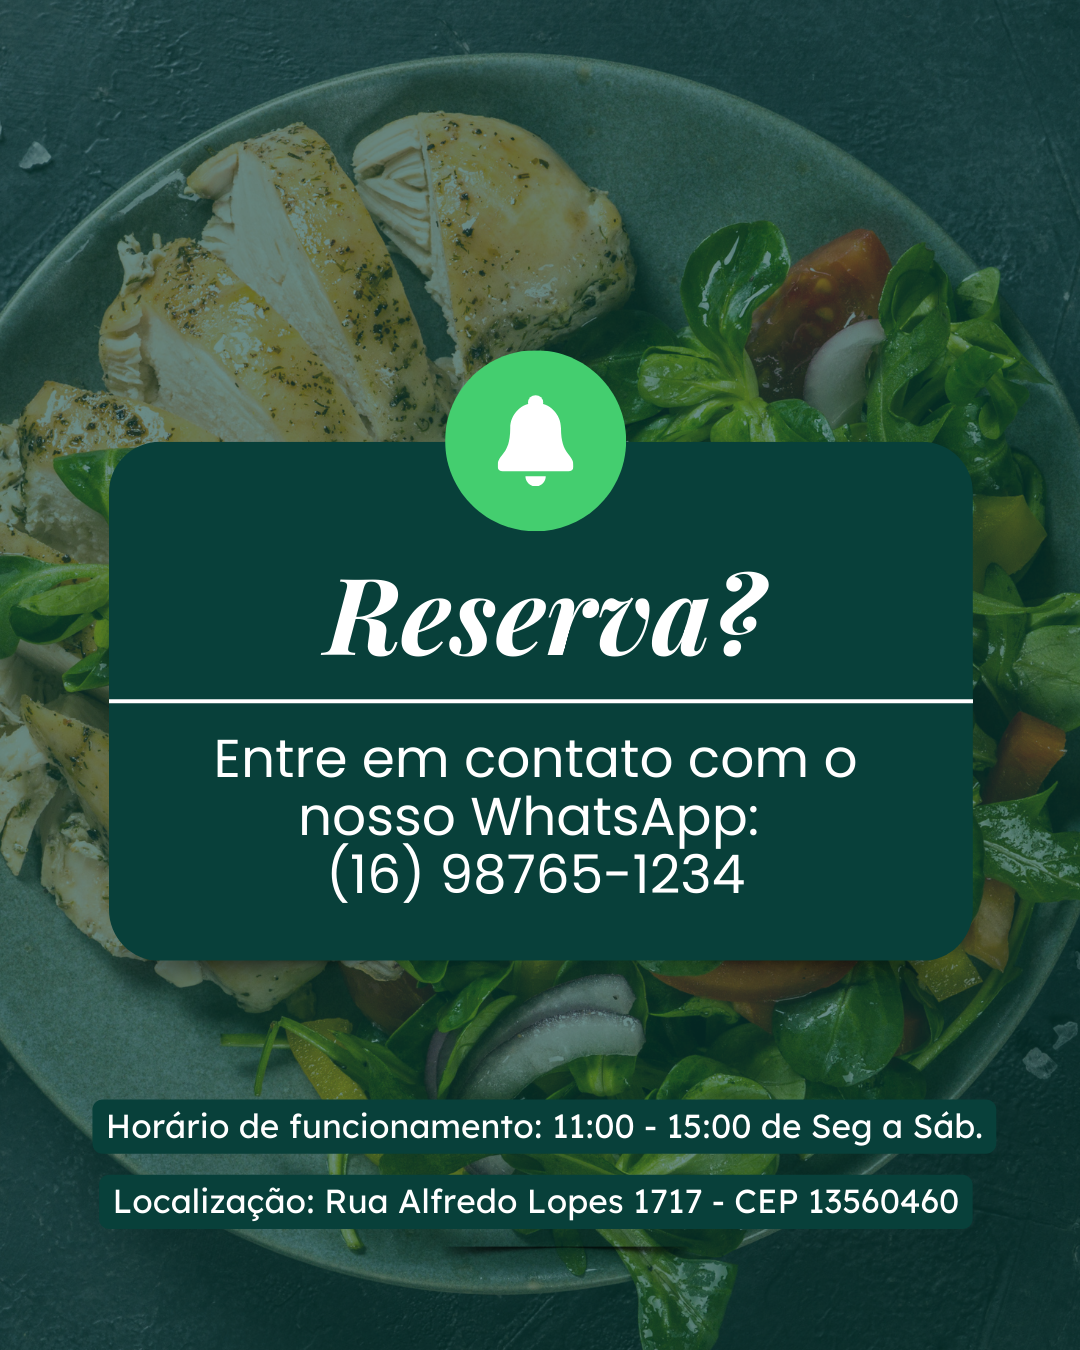 Reserva?
Entre em contato com o
nosso WhatsApp:
(16) 98765-1234
Horário de funcionamento: 11:00 - 15:00 de Seg a Sáb.
Localização: Rua Alfredo Lopes 1717 - CEP 13560460